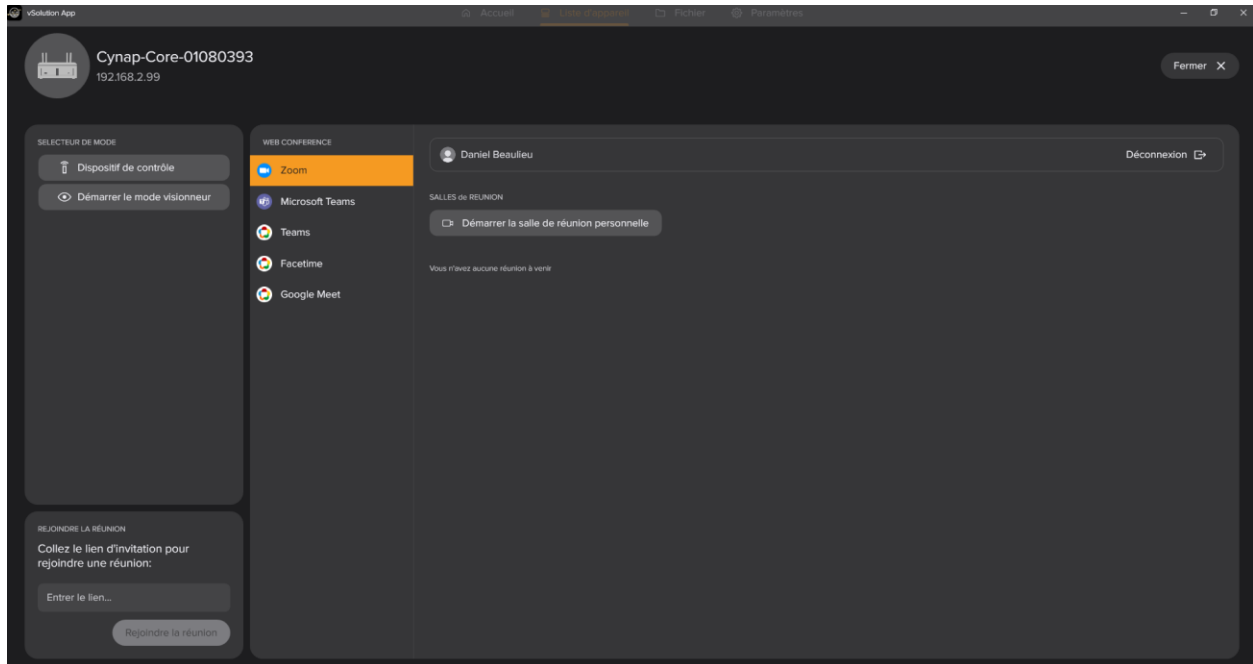 vSolution App
Accueil
Liste d'appareil
Fichier
Paramètres
Cynap-Core-01080393
192.168.2.99
Fermer
SELECTEUR DE MODE
Dispositif de contrôle
Démarrer le mode visionneur
WEB CONFERENCE
Zoom
Microsoft Teams
Teams
Facetime
Google Meet
Daniel Beaulieu
Déconnexion
SALLES de REUNION
Démarrer la salle de réunion personnelle
Vous n'avez aucune réunion à venir
REJOINDRE LA RÉUNION
Collez le lien d'invitation pour
rejoindre une réunion:
Entrer le lien...
Rejoindre la réunion